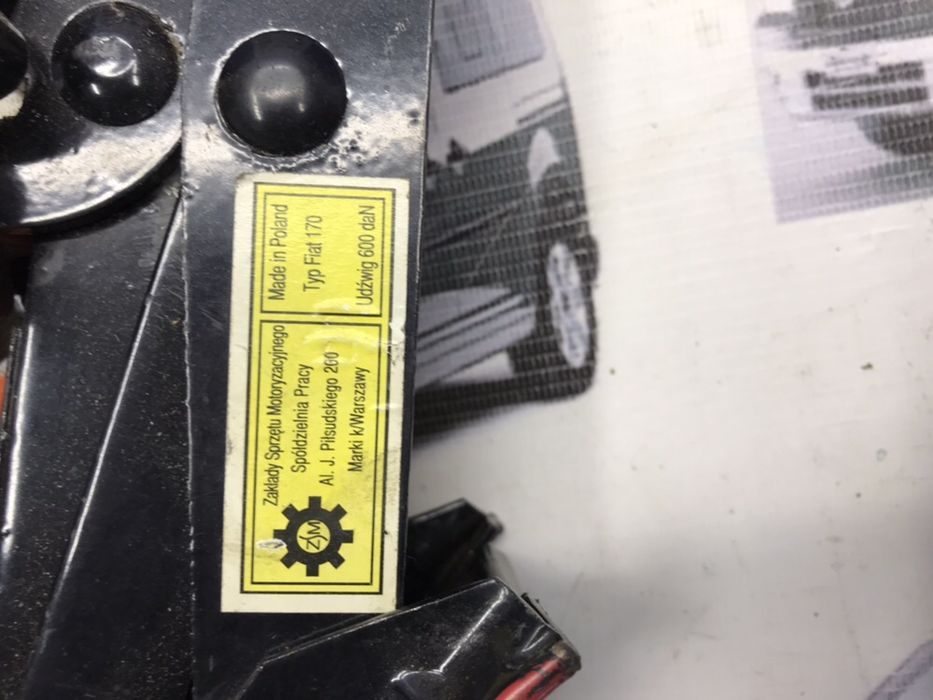 Zakłady Sprzętu Motoryzacyjnego
Spółdzielnia Pracy
Al. J. Piłsudskiego 200
Marki k/Warszawy
ZSM
Made in Poland
Typ Fiat 170
Udźwig 600 daN